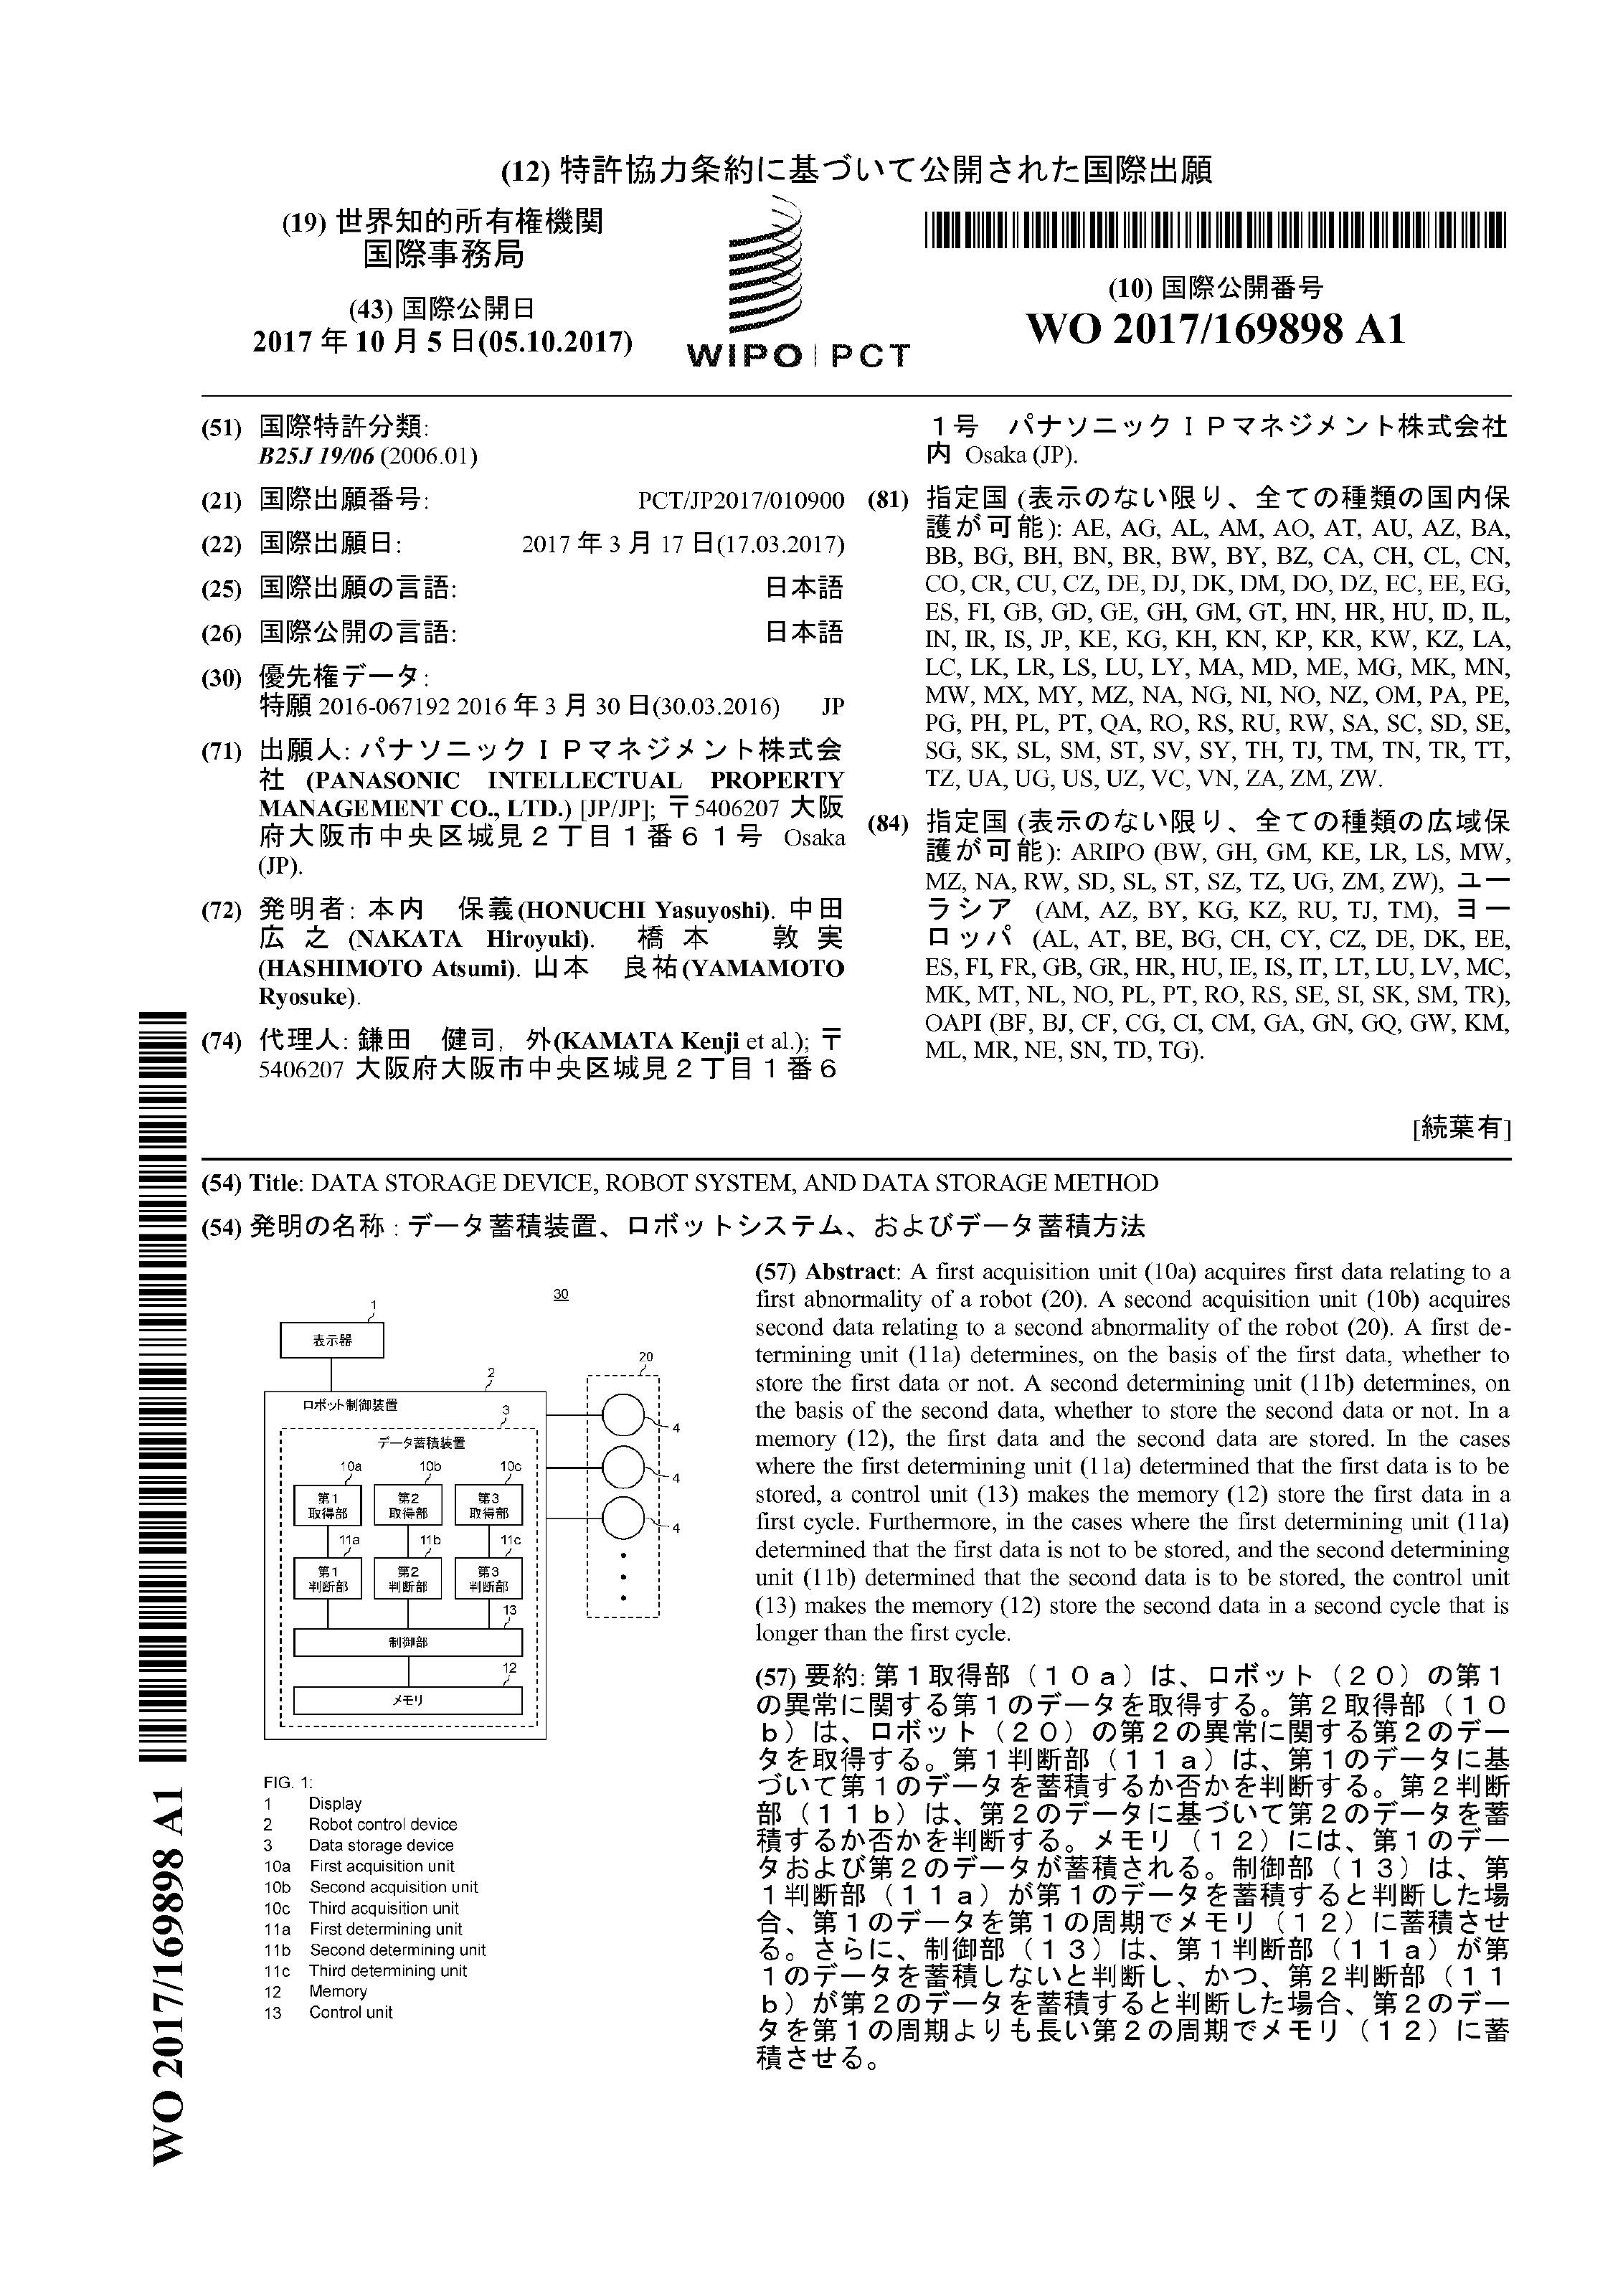 (12) 特許協力条約に基づいて公開された国際出願
(19) 世界知的所有権機関
国際事務局
(43) 国際公開日
2017 年 10 月 5 日(05.10.2017)
WIPO | PCT
(10) 国際公開番号
WO 2017/169898 A1
(51) 国際特許分類:
B25J 19/06 (2006.01)
(21) 国際出願番号: PCT/JP2017/010900
(22) 国際出願日: 2017 年 3 月 17 日(17.03.2017)
(25) 国際出願の言語: 日本語
(26) 国際公開の言語: 日本語
(30) 優先権データ:
特願 2016-067192 2016 年 3 月 30 日(30.03.2016) JP
(71) 出願人: パナソニックＩＰマネジメント株式会
社 (PANASONIC INTELLECTUAL PROPERTY
MANAGEMENT CO., LTD.) [JP/JP]; 〒5406207 大阪
府大阪市中央区城見２丁目１番６１号 Osaka
(JP).
(72) 発明者: 本内 保義(HONUCHI Yasuyoshi). 中田
広之(NAKATA Hiroyuki). 橋本 敦実
(HASHIMOTO Atsumi). 山本 良祐(YAMAMOTO
Ryosuke).
(74) 代理人: 鎌田 健司, 外(KAMATA Kenji et al.); 〒
5406207 大阪府大阪市中央区城見２丁目１番６
１号 パナソニックＩＰマネジメント株式会社
内 Osaka (JP).
(81) 指定国 (表示のない限り、全ての種類の国内保
護が可能): AE, AG, AL, AM, AO, AT, AU, AZ, BA,
BB, BG, BH, BN, BR, BW, BY, BZ, CA, CH, CL, CN,
CO, CR, CU, CZ, DE, DJ, DK, DM, DO, DZ, EC, EE, EG,
ES, FI, GB, GD, GE, GH, GM, GT, HN, HR, HU, ID, IL,
IN, IR, IS, JP, KE, KG, KH, KN, KP, KR, KW, KZ, LA,
LC, LK, LR, LS, LU, LY, MA, MD, ME, MG, MK, MN,
MW, MX, MY, MZ, NA, NG, NI, NO, NZ, OM, PA, PE,
PG, PH, PL, PT, QA, RO, RS, RU, RW, SA, SC, SD, SE,
SG, SK, SL, SM, ST, SV, SY, TH, TJ, TM, TN, TR, TT,
TZ, UA, UG, US, UZ, VC, VN, ZA, ZM, ZW.
(84) 指定国 (表示のない限り、全ての種類の広域保
護が可能): ARIPO (BW, GH, GM, KE, LR, LS, MW,
MZ, NA, RW, SD, SL, ST, SZ, TZ, UG, ZM, ZW), ユー
ラシア (AM, AZ, BY, KG, KZ, RU, TJ, TM), ヨー
ロッパ (AL, AT, BE, BG, CH, CY, CZ, DE, DK, EE,
ES, FI, FR, GB, GR, HR, HU, IE, IS, IT, LT, LU, LV, MC,
MK, MT, NL, NO, PL, PT, RO, RS, SE, SI, SK, SM, TR),
OAPI (BF, BJ, CF, CG, CI, CM, GA, GN, GQ, GW, KM,
ML, MR, NE, SN, TD, TG).
[続葉有]
(54) Title: DATA STORAGE DEVICE, ROBOT SYSTEM, AND DATA STORAGE METHOD
(54) 発明の名称 : データ蓄積装置、ロボットシステム、およびデータ蓄積方法
30
1
表示器
2
20
ロボット制御装置
3
4
データ蓄積装置
10a 10b 10c
4
第1 第2 第3
取得部 取得部 取得部
4
11a 11b 11c
第1 第2 第3
判断部 判断部 判断部
13
制御部
12
メモリ
FIG. 1:
1 Display
2 Robot control device
3 Data storage device
10a First acquisition unit
10b Second acquisition unit
10c Third acquisition unit
11a First determining unit
11b Second determining unit
11c Third determining unit
12 Memory
13 Control unit
(57) Abstract: A first acquisition unit (10a) acquires first data relating to a
first abnormality of a robot (20). A second acquisition unit (10b) acquires
second data relating to a second abnormality of the robot (20). A first de-
termining unit (11a) determines, on the basis of the first data, whether to
store the first data or not. A second determining unit (11b) determines, on
the basis of the second data, whether to store the second data or not. In a
memory (12), the first data and the second data are stored. In the cases
where the first determining unit (11a) determined that the first data is to be
stored, a control unit (13) makes the memory (12) store the first data in a
first cycle. Furthermore, in the cases where the first determining unit (11a)
determined that the first data is not to be stored, and the second determining
unit (11b) determined that the second data is to be stored, the control unit
(13) makes the memory (12) store the second data in a second cycle that is
longer than the first cycle.
(57) 要約: 第１取得部（１０ａ）は、ロボット（２０）の第１
の異常に関する第１のデータを取得する。第２取得部（１０
ｂ）は、ロボット（２０）の第２の異常に関する第２のデー
タを取得する。第１判断部（１１ａ）は、第１のデータに基
づいて第１のデータを蓄積するか否かを判断する。第２判断
部（１１ｂ）は、第２のデータに基づいて第２のデータを蓄
積するか否かを判断する。メモリ（１２）には、第１のデー
タおよび第２のデータが蓄積される。制御部（１３）は、第
１判断部（１１ａ）が第１のデータを蓄積すると判断した場
合、第１のデータを第１の周期でメモリ（１２）に蓄積させ
る。さらに、制御部（１３）は、第１判断部（１１ａ）が第
１のデータを蓄積しないと判断し、かつ、第２判断部（１１
ｂ）が第２のデータを蓄積すると判断した場合、第２のデー
タを第１の周期よりも長い第２の周期でメモリ（１２）に蓄
積させる。
WO 2017/169898 A1